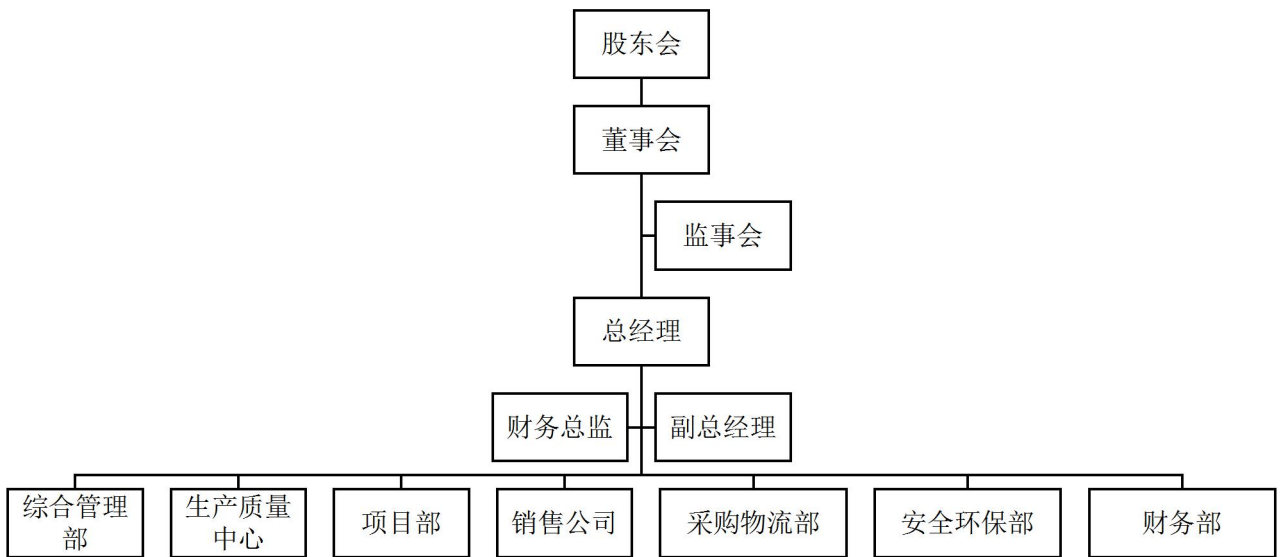 股东会
董事会
监事会
总经理
财务总监
副总经理
综合管理
部
生产质量
中心
项目部
销售公司
采购物流部
安全环保部
财务部